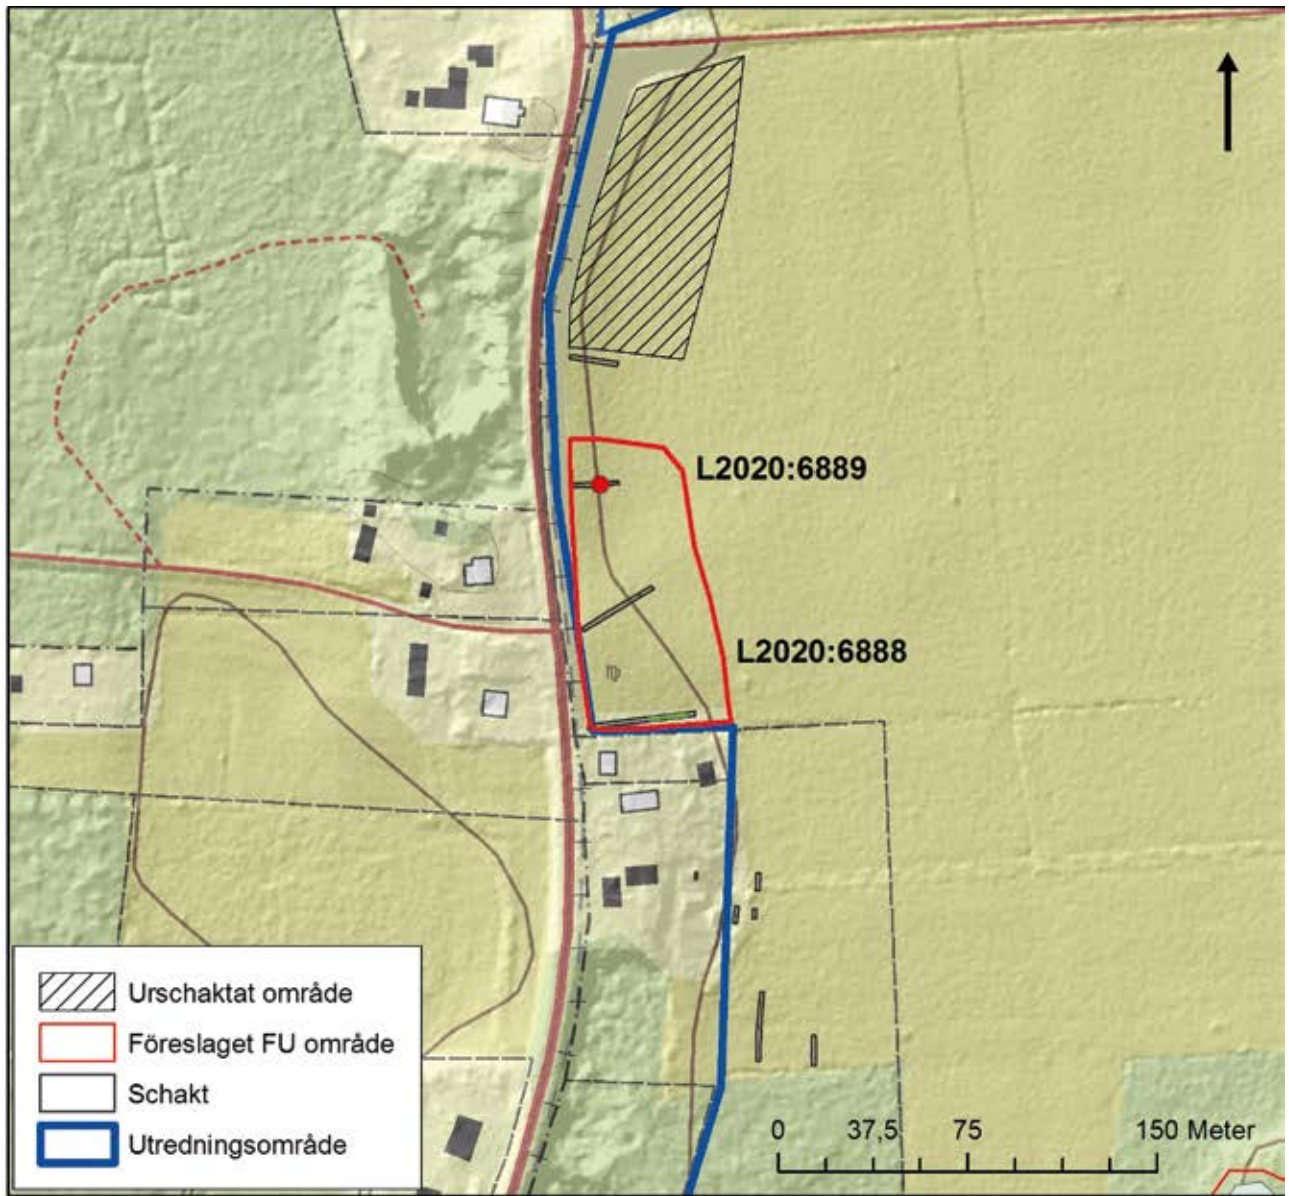 L2020:6889
L2020:6888
Urschaktat område
Föreslaget FU område
Schakt
Utredningsområde
0 37,5 75 150 Meter